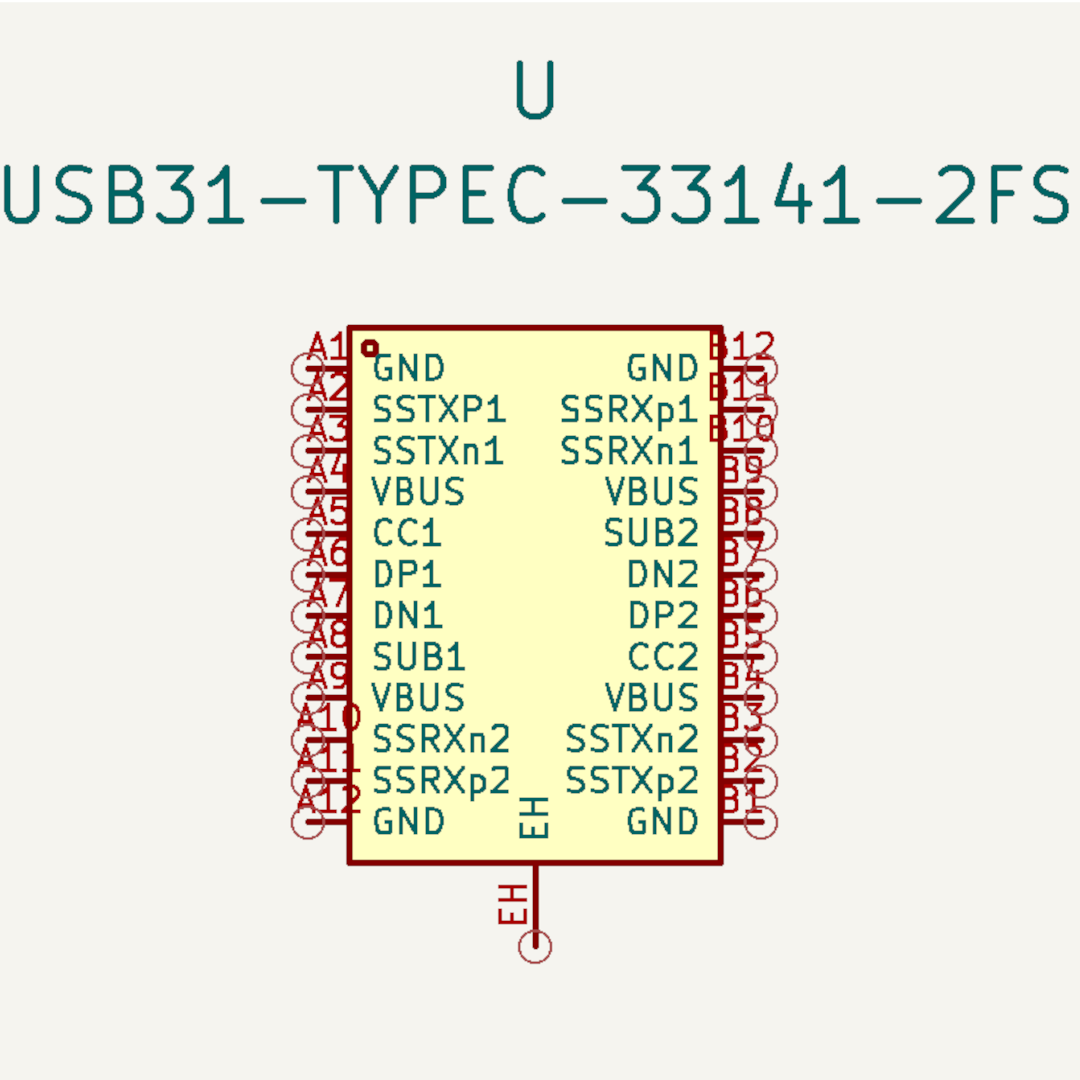 U
USB31-TYPEC-33141-2FS
A1 GND GND B12
A2 SSTXP1 SSRXp1 B11
A3 SSTXn1 SSRXn1 B10
A4 VBUS VBUS B9
A5 CC1 SUB2 B8
A6 DP1 DN2 B7
A7 DN1 DP2 B6
A8 SUB1 CC2 B5
A9 VBUS VBUS B4
A10 SSRXn2 SSTXn2 B3
A11 SSRXp2 SSTXp2 B2
A12 GND GND B1
EH
EH